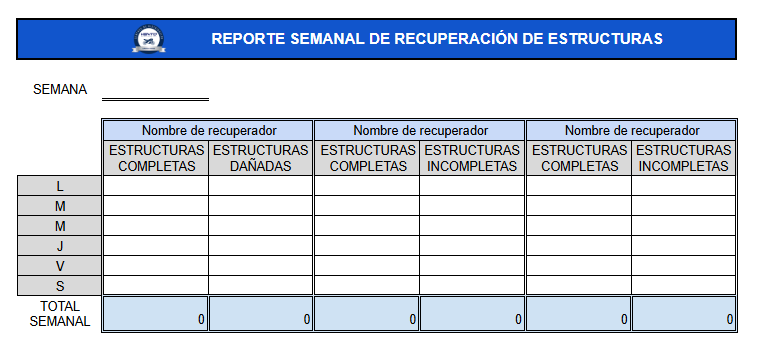 REPORTE SEMANAL DE RECUPERACIÓN DE ESTRUCTURAS
SEMANA
Nombre de recuperador Nombre de recuperador Nombre de recuperador
ESTRUCTURAS COMPLETAS ESTRUCTURAS DAÑADAS ESTRUCTURAS COMPLETAS ESTRUCTURAS INCOMPLETAS ESTRUCTURAS COMPLETAS ESTRUCTURAS INCOMPLETAS
L
M
M
J
V
S
TOTAL SEMANAL 0 0 0 0 0 0